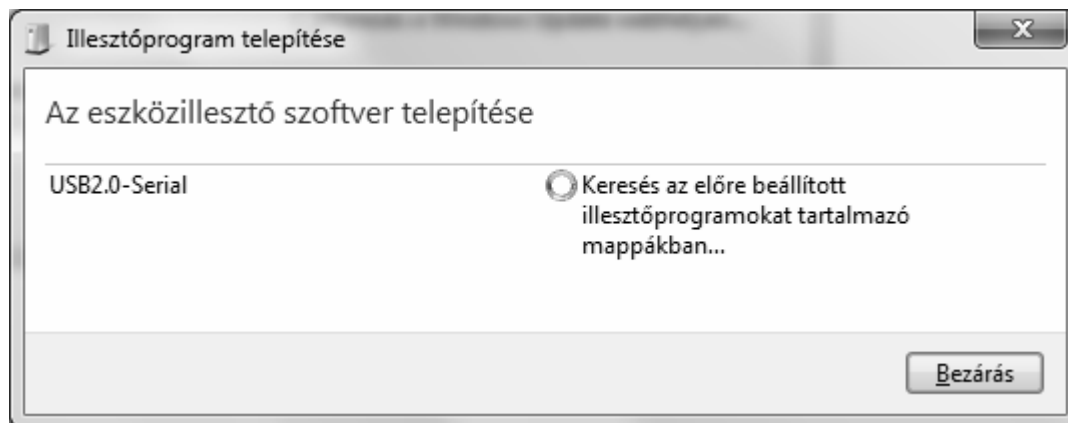 Illesztőprogram telepítése
Az eszközillesztő szoftver telepítése
USB2.0-Serial
Keresés az előre beállított
illesztőprogramokat tartalmazó
mappákban...
Bezárás